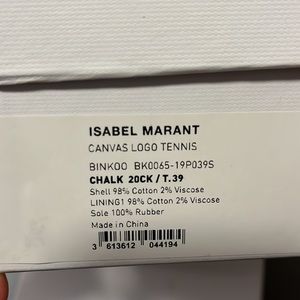 ISABEL MARANT
CANVAS LOGO TENNIS
BINKOO BK0065-19P039S
CHALK 20CK / T.39
Shell 98% Cotton 2% Viscose
LINING1 98% Cotton 2% Viscose
Sole 100% Rubber
Made in China
3 613612 044194